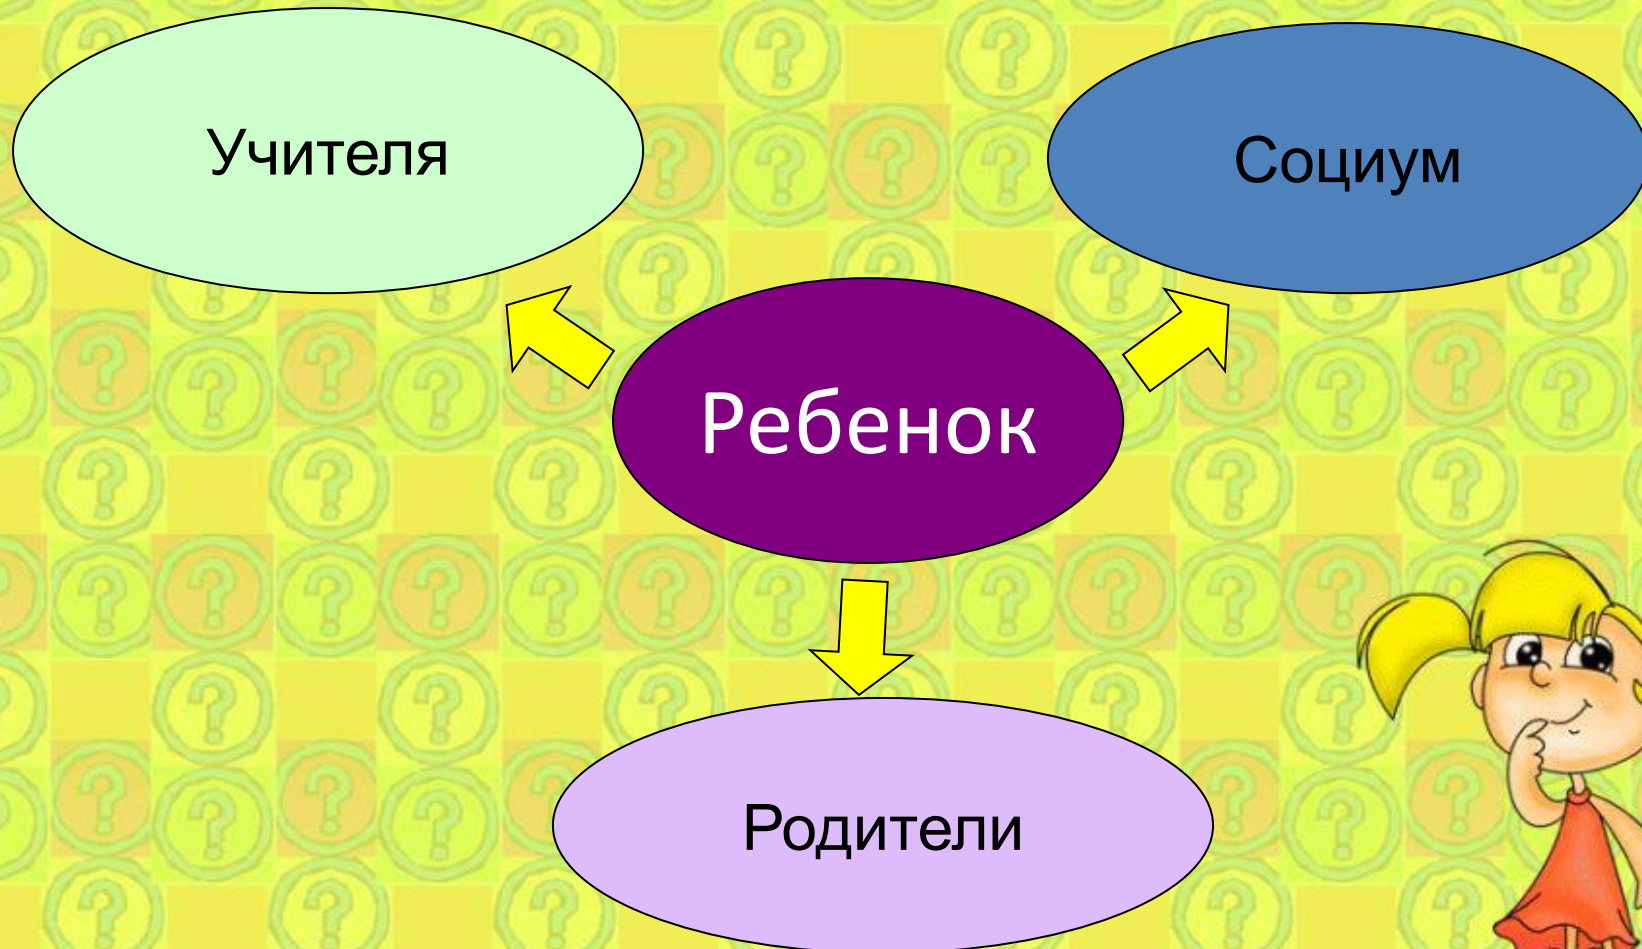 Учителя
Социум
Ребенок
Родители